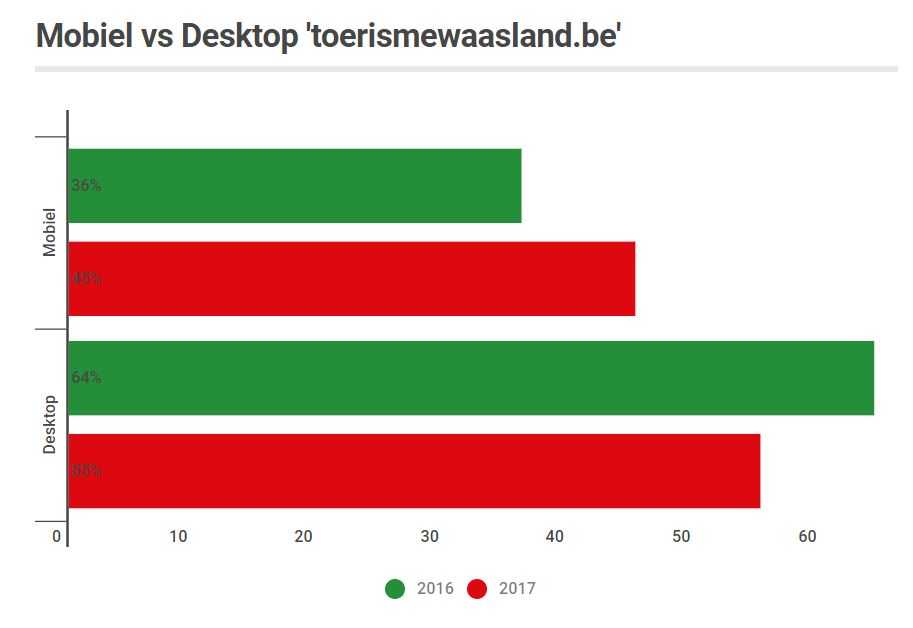 Mobiel vs Desktop 'toerismewaasland.be'
Mobiel
36%
45%
Desktop
64%
55%
0 10 20 30 40 50 60
2016 2017